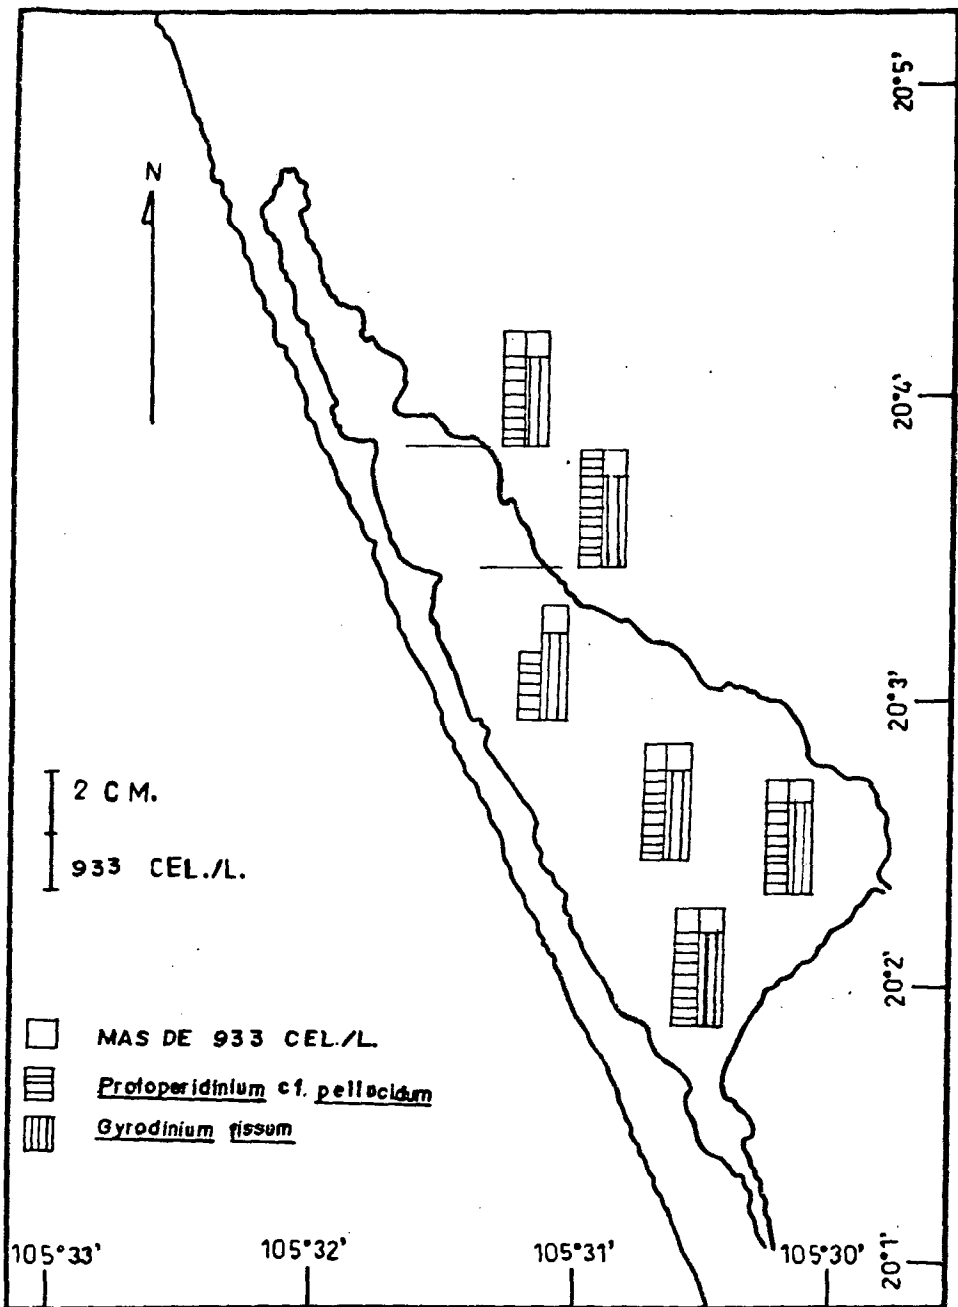 20°5'
N
20°4'
20°3'
2 CM.
933 CEL./L.
20°2'
MAS DE 933 CEL./L.
Protoperidinium cf. pellucidum
Gyrodinium fissum
105°33'
105°32'
105°31'
105°30'
20°1'